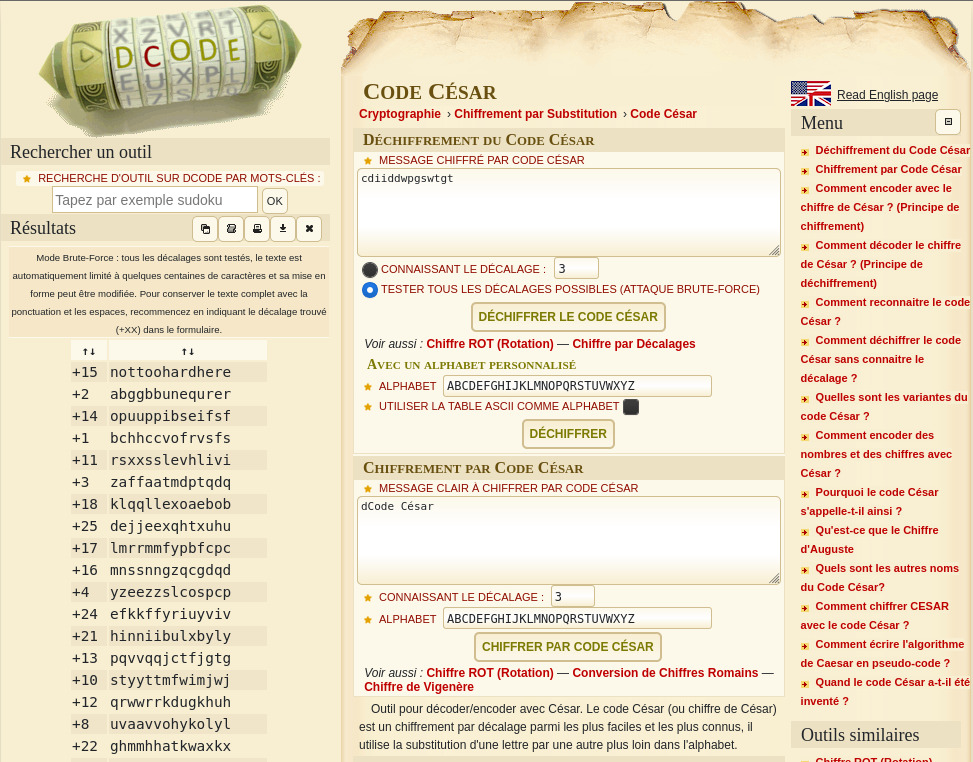 DCODE
Rechercher un outil
RECHERCHE D'OUTIL SUR DCODE PAR MOTS-CLÉS :
Tapez par exemple sudoku
OK
Résultats
Mode Brute-Force : tous les décalages sont testés, le texte est
automatiquement limité à quelques centaines de caractères et sa mise en
forme peut être modifiée. Pour conserver le texte complet avec la
ponctuation et les espaces, recommencez en indiquant le décalage trouvé
(+XX) dans le formulaire.
↑↓ ↑↓
+15 nottoohardhere
+2 abggbbunequrer
+14 opuuppibseifsf
+1 bchhccvofrvsfs
+11 rsxxsslevhlivi
+3 zaffaatmdptqdq
+18 klqqllexoaebob
+25 dejjeexqhtxuhu
+17 lmrrmmfypbfcpc
+16 mnssnngzqcgdqd
+4 yzeezzslcospcp
+24 efkkffyriuyviv
+21 hinniibulxbyly
+13 pqvvqqjctfjgtg
+10 styyttmfwimjwj
+12 qrwwrrkdugkhuh
+8 uvaavvohykolyl
+22 ghmmhhatkwaxkx
CODE CÉSAR
Cryptographie › Chiffrement par Substitution › Code César
DÉCHIFFREMENT DU CODE CÉSAR
MESSAGE CHIFFRÉ PAR CODE CÉSAR
cdiiddwpgswtgt
CONNAISSANT LE DÉCALAGE : 3
TESTER TOUS LES DÉCALAGES POSSIBLES (ATTAQUE BRUTE-FORCE)
DÉCHIFFRER LE CODE CÉSAR
Voir aussi : Chiffre ROT (Rotation) — Chiffre par Décalages
AVEC UN ALPHABET PERSONNALISÉ
ALPHABET ABCDEFGHIJKLMNOPQRSTUVWXYZ
UTILISER LA TABLE ASCII COMME ALPHABET
DÉCHIFFRER
CHIFFREMENT PAR CODE CÉSAR
MESSAGE CLAIR À CHIFFRER PAR CODE CÉSAR
dCode César
CONNAISSANT LE DÉCALAGE : 3
ALPHABET ABCDEFGHIJKLMNOPQRSTUVWXYZ
CHIFFRER PAR CODE CÉSAR
Voir aussi : Chiffre ROT (Rotation) — Conversion de Chiffres Romains —
Chiffre de Vigenère
Outil pour décoder/encoder avec César. Le code César (ou chiffre de César)
est un chiffrement par décalage parmi les plus faciles et les plus connus, il
utilise la substitution d'une lettre par une autre plus loin dans l'alphabet.
Read English page
Menu
Déchiffrement du Code César
Chiffrement par Code César
Comment encoder avec le
chiffre de César ? (Principe de
chiffrement)
Comment décoder le chiffre
de César ? (Principe de
déchiffrement)
Comment reconnaitre le code
César ?
Comment déchiffrer le code
César sans connaitre le
décalage ?
Quelles sont les variantes du
code César ?
Comment encoder des
nombres et des chiffres avec
César ?
Pourquoi le code César
s'appelle-t-il ainsi ?
Qu'est-ce que le Chiffre
d'Auguste
Quels sont les autres noms
du Code César?
Comment chiffrer CESAR
avec le code César ?
Comment écrire l'algorithme
de Caesar en pseudo-code ?
Quand le code César a-t-il été
inventé ?
Outils similaires
Chiffre ROT (Rotation)